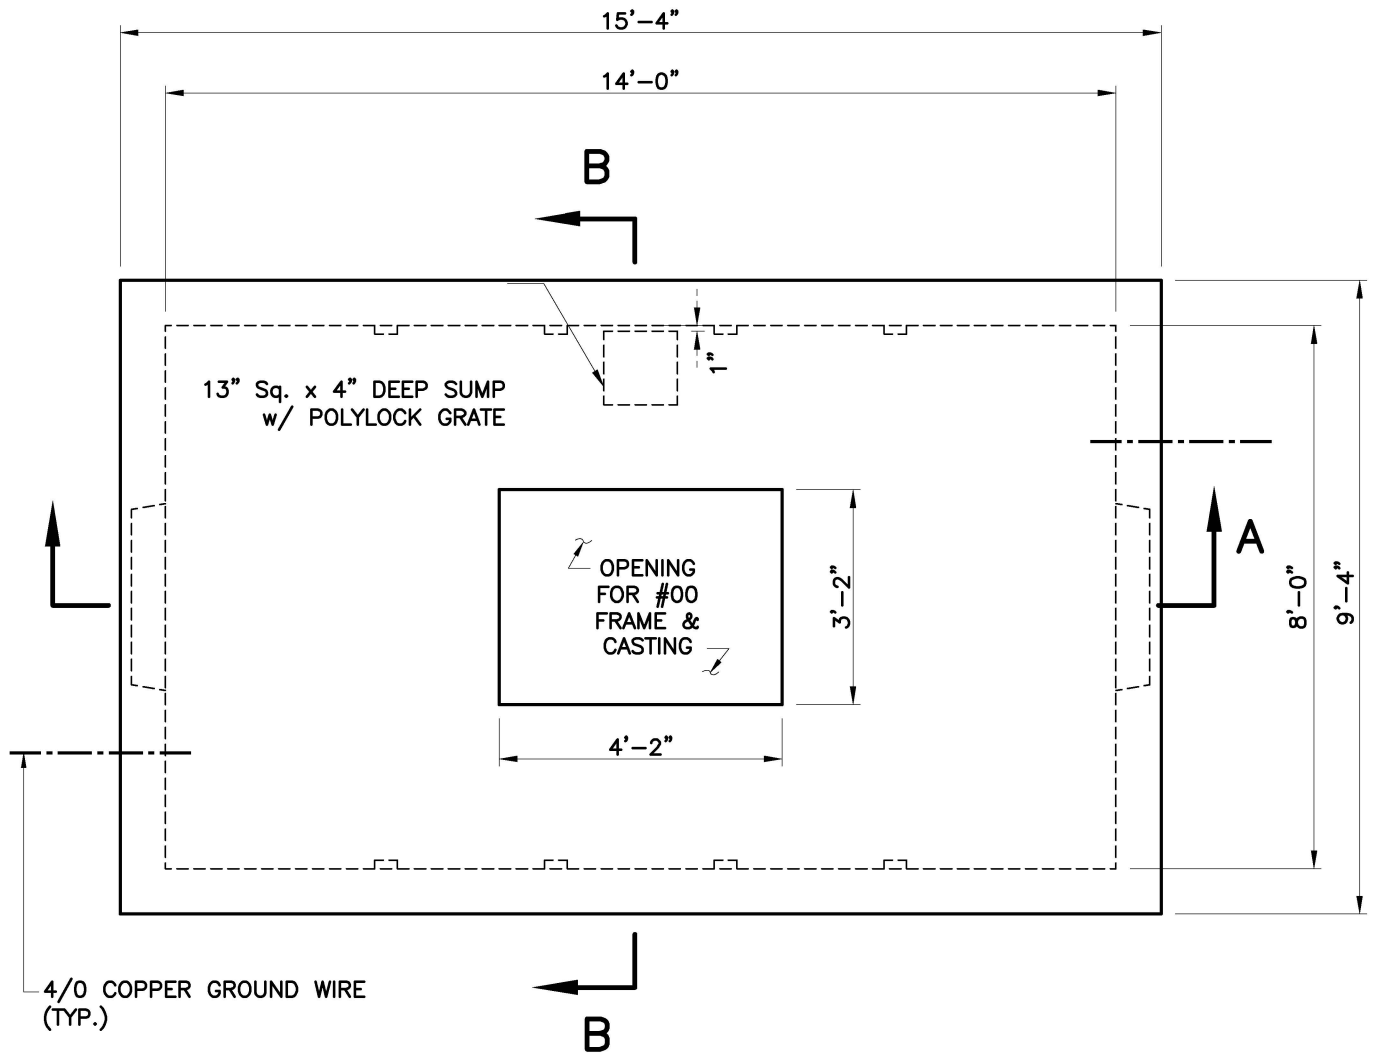 15'-4"
14'-0"
B
1"
13" Sq. x 4" DEEP SUMP
w/ POLYLOCK GRATE
A
OPENING
FOR #00
FRAME &
CASTING
3'-2"
8'-0"
9'-4"
4'-2"
4/0 COPPER GROUND WIRE
(TYP.)
B